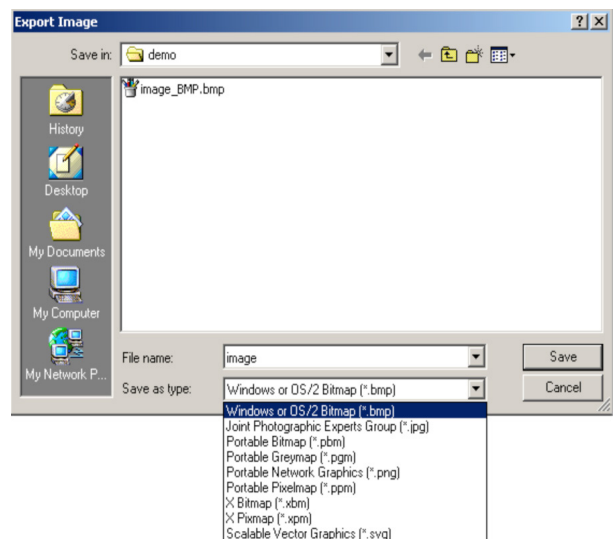 Export Image
Save in: demo
image_BMP.bmp
History
Desktop
My Documents
My Computer
My Network P...
File name: image Save
Save as type: Windows or OS/2 Bitmap (*.bmp) Cancel
Windows or OS/2 Bitmap (*.bmp)
Joint Photographic Experts Group (*.jpg)
Portable Bitmap (*.pbm)
Portable Greymap (*.pgm)
Portable Network Graphics (*.png)
Portable Pixelmap (*.ppm)
X Bitmap (*.xbm)
X Pixmap (*.xpm)
Scalable Vector Graphics (*.svg)